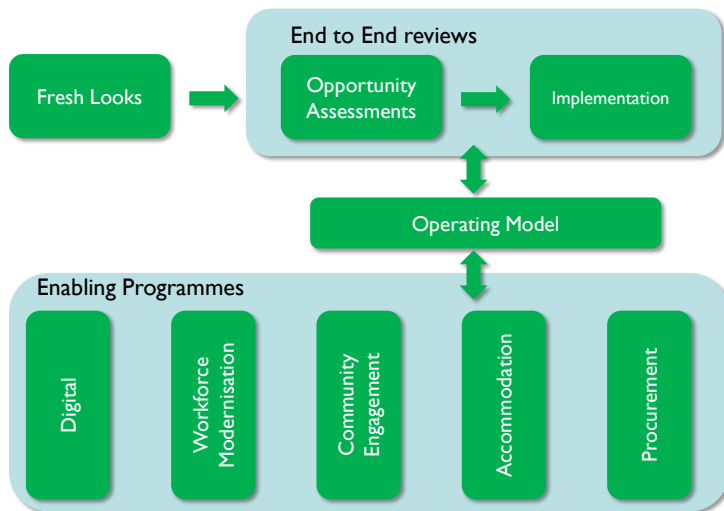 End to End reviews
Fresh Looks
Opportunity
Assessments
Implementation
Operating Model
Enabling Programmes
Digital
Workforce
Modernisation
Community
Engagement
Accommodation
Procurement